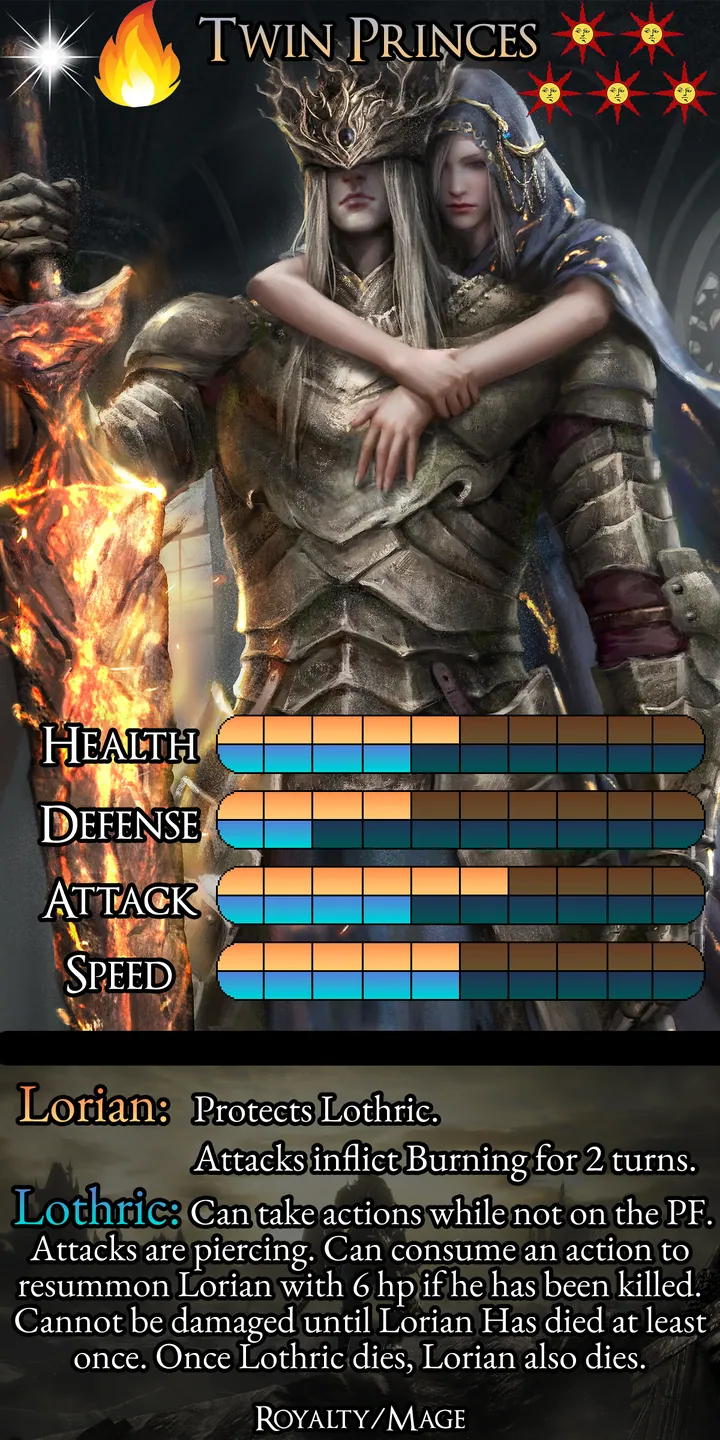 Twin Princes
Health
Defense
Attack
Speed
Lorian: Protects Lothric.
Attacks inflict Burning for 2 turns.
Lothric: Can take actions while not on the PF.
Attacks are piercing. Can consume an action to
resummon Lorian with 6 hp if he has been killed.
Cannot be damaged until Lorian Has died at least
once. Once Lothric dies, Lorian also dies.
Royalty/Mage